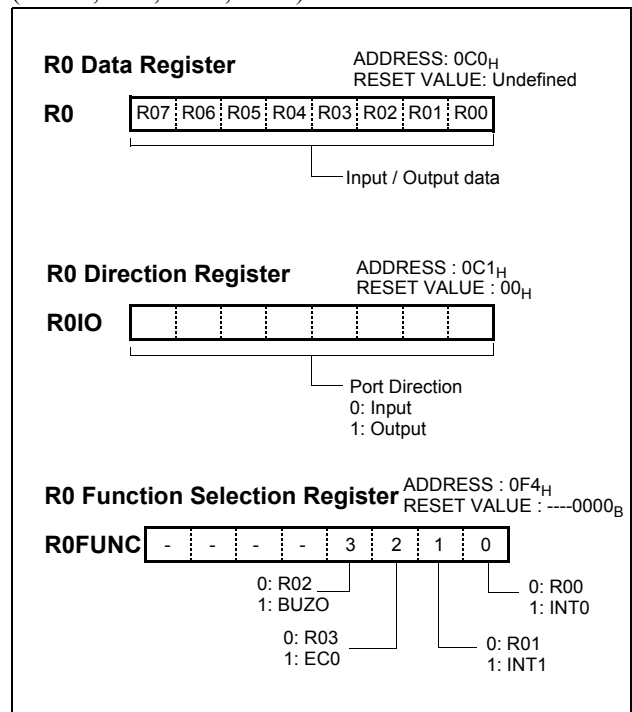 R0 Data Register
ADDRESS: 0C0H
RESET VALUE: Undefined
R0
R07 R06 R05 R04 R03 R02 R01 R00
Input / Output data
R0 Direction Register
ADDRESS : 0C1H
RESET VALUE : 00H
R0IO
Port Direction
0: Input
1: Output
R0 Function Selection Register
ADDRESS : 0F4H
RESET VALUE : ----0000B
R0FUNC
- - - - 3 2 1 0
0: R02
1: BUZO
0: R00
1: INT0
0: R03
1: EC0
0: R01
1: INT1